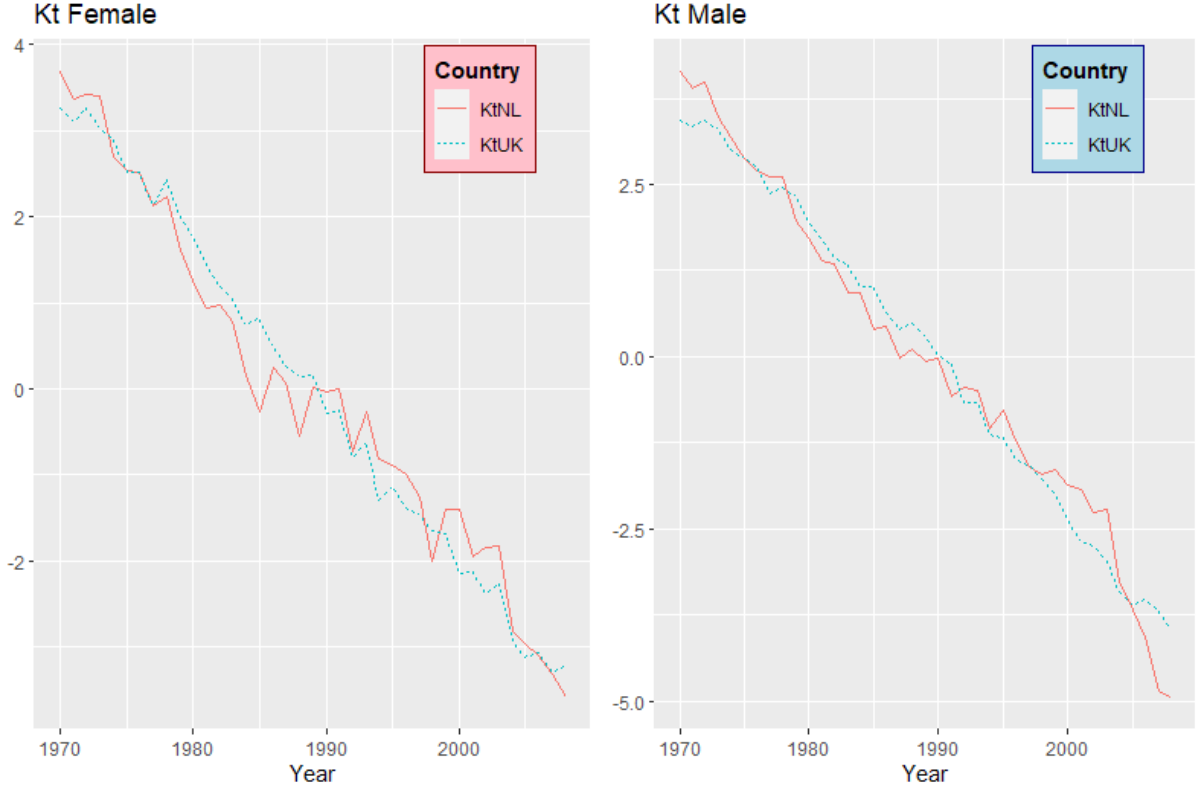 Kt Female
4
2
0
-2
1970 1980 1990 2000
Year
Country
KtNL
KtUK
Kt Male
2.5
0.0
-2.5
-5.0
1970 1980 1990 2000
Year
Country
KtNL
KtUK